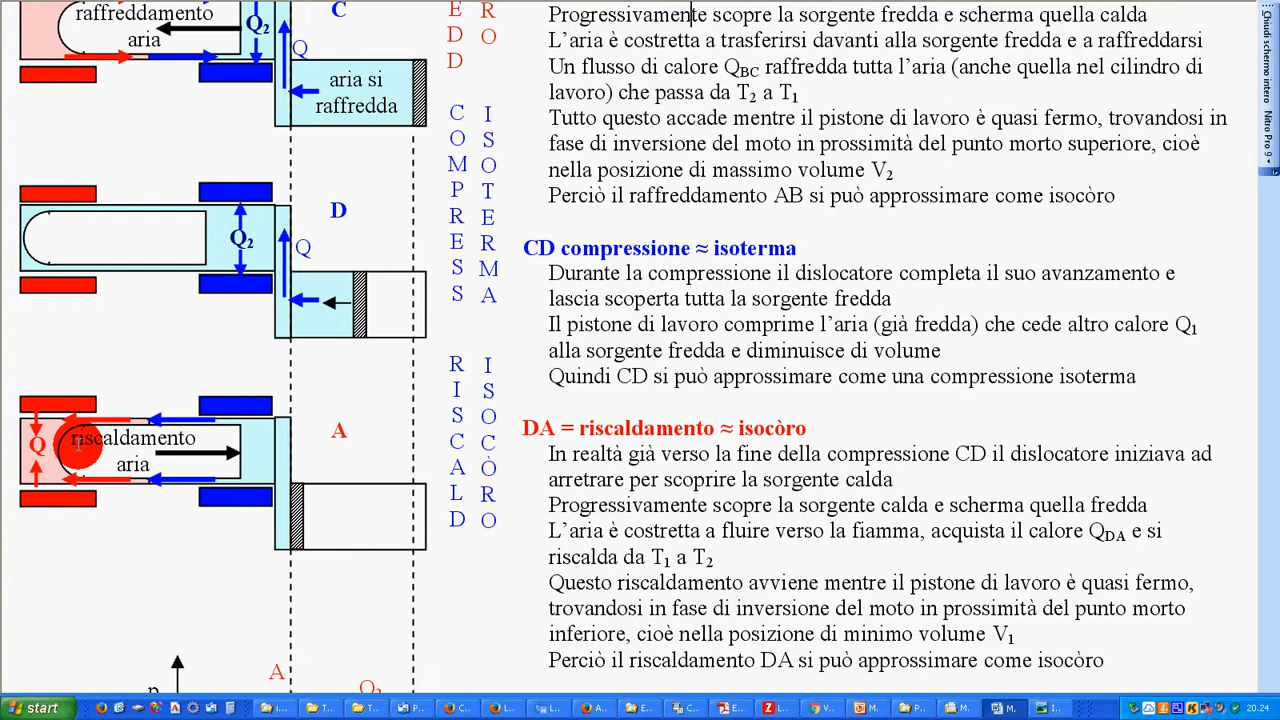 raffreddamento
aria
Q₂
C
Q
aria si
raffredda
E
D
D
R
O
C
O
M
P
R
E
S
S
I
S
O
T
E
R
M
A
D
Q₂
Q
R
I
S
C
A
L
D
I
S
O
C
Ò
R
O
A
Q
riscaldamento
aria
A
p
Progressivamente scopre la sorgente fredda e scherma quella calda
L'aria è costretta a trasferirsi davanti alla sorgente fredda e a raffreddarsi
Un flusso di calore Q_BC raffredda tutta l'aria (anche quella nel cilindro di
lavoro) che passa da T₂ a T₁
Tutto questo accade mentre il pistone di lavoro è quasi fermo, trovandosi in
fase di inversione del moto in prossimità del punto morto superiore, cioè
nella posizione di massimo volume V₂
Perciò il raffreddamento AB si può approssimare come isocòro
CD compressione ≈ isoterma
Durante la compressione il dislocatore completa il suo avanzamento e
lascia scoperta tutta la sorgente fredda
Il pistone di lavoro comprime l'aria (già fredda) che cede altro calore Q₁
alla sorgente fredda e diminuisce di volume
Quindi CD si può approssimare come una compressione isoterma
DA = riscaldamento ≈ isocòro
In realtà già verso la fine della compressione CD il dislocatore iniziava ad
arretrare per scoprire la sorgente calda
Progressivamente scopre la sorgente calda e scherma quella fredda
L'aria è costretta a fluire verso la fiamma, acquista il calore Q_DA e si
riscalda da T₁ a T₂
Questo riscaldamento avviene mentre il pistone di lavoro è quasi fermo,
trovandosi in fase di inversione del moto in prossimità del punto morto
inferiore, cioè nella posizione di minimo volume V₁
Perciò il riscaldamento DA si può approssimare come isocòro
Chiudi schermo intero
Nitro Pro 9
start
20.24